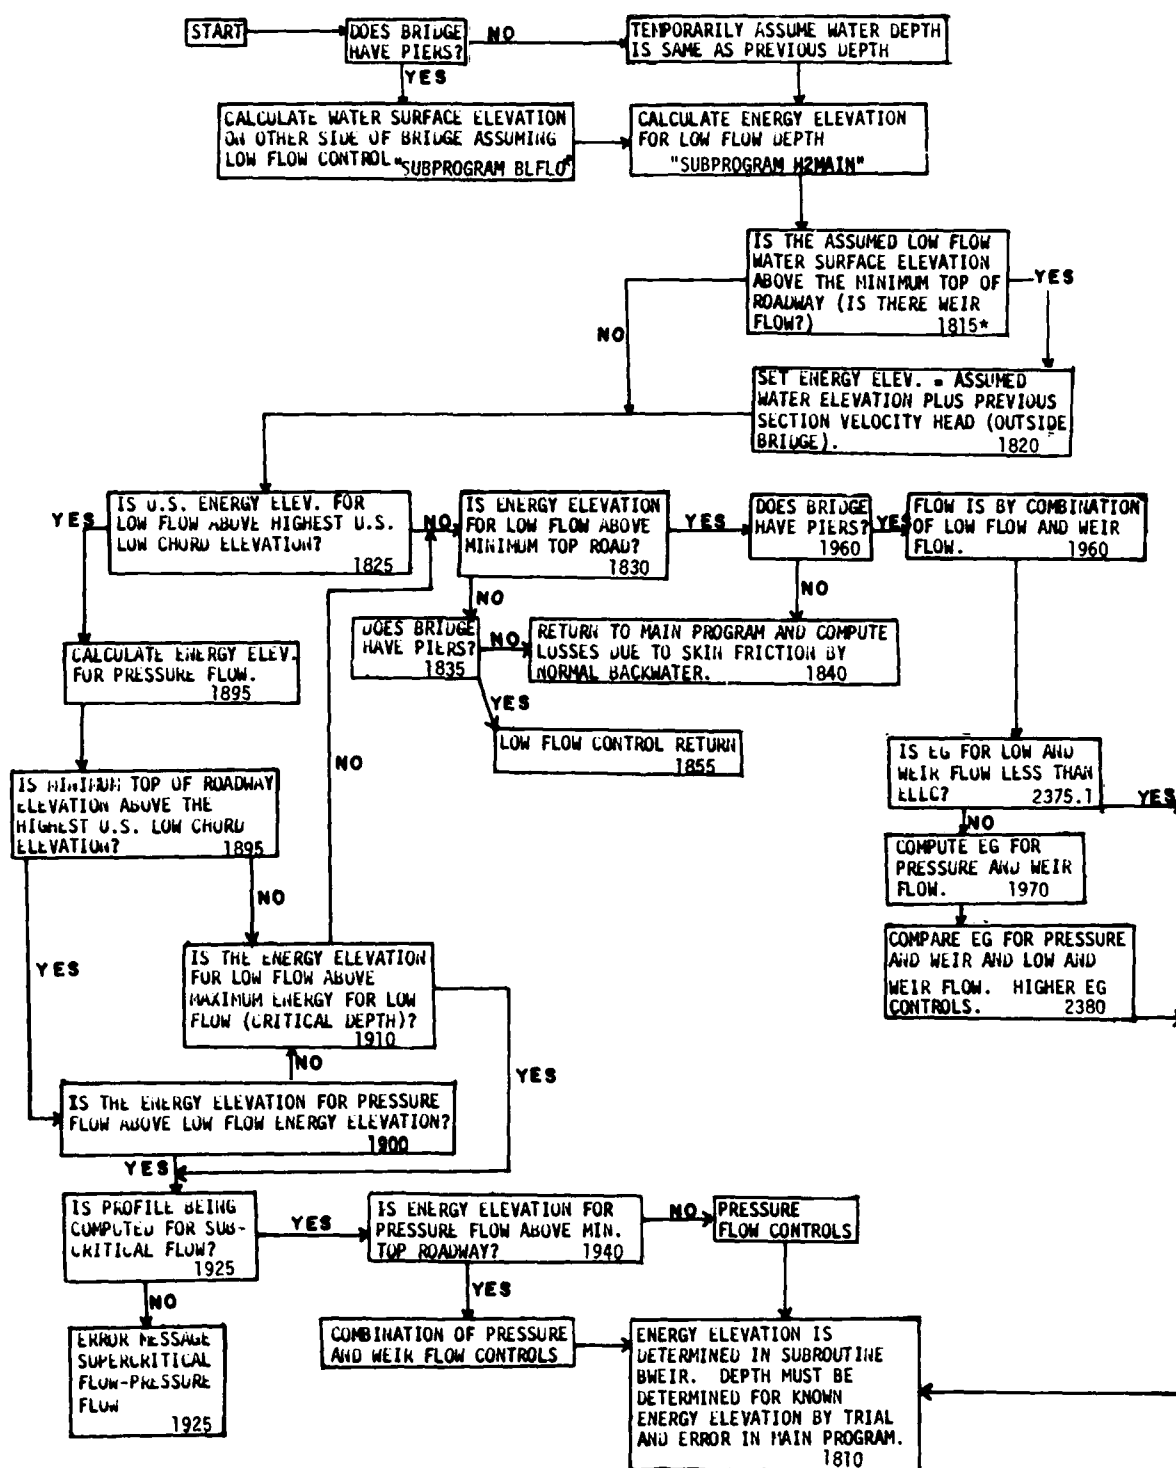 START
DOES BRIDGE
HAVE PIERS?
NO
TEMPORARILY ASSUME WATER DEPTH
IS SAME AS PREVIOUS DEPTH
YES
CALCULATE WATER SURFACE ELEVATION
ON OTHER SIDE OF BRIDGE ASSUMING
LOW FLOW CONTROL "SUBPROGRAM BLFLO"
CALCULATE ENERGY ELEVATION
FOR LOW FLOW DEPTH
"SUBPROGRAM H2MAIN"
IS THE ASSUMED LOW FLOW
WATER SURFACE ELEVATION
ABOVE THE MINIMUM TOP OF
ROADWAY (IS THERE WEIR
FLOW?) 1815*
YES
NO
SET ENERGY ELEV. = ASSUMED
WATER ELEVATION PLUS PREVIOUS
SECTION VELOCITY HEAD (OUTSIDE
BRIDGE). 1820
YES
IS U.S. ENERGY ELEV. FOR
LOW FLOW ABOVE HIGHEST U.S.
LOW CHORD ELEVATION?
1825
NO
IS ENERGY ELEVATION
FOR LOW FLOW ABOVE
MINIMUM TOP ROAD?
1830
YES
DOES BRIDGE
HAVE PIERS?
1960
YES
FLOW IS BY COMBINATION
OF LOW FLOW AND WEIR
FLOW. 1960
NO
NO
DOES BRIDGE
HAVE PIERS?
1835
NO
RETURN TO MAIN PROGRAM AND COMPUTE
LOSSES DUE TO SKIN FRICTION BY
NORMAL BACKWATER. 1840
YES
LOW FLOW CONTROL RETURN
1855
CALCULATE ENERGY ELEV.
FOR PRESSURE FLOW.
1895
NO
IS MINIMUM TOP OF ROADWAY
ELEVATION ABOVE THE
HIGHEST U.S. LOW CHORD
ELEVATION? 1895
IS EG FOR LOW AND
WEIR FLOW LESS THAN
ELLC? 2375.1
YES
NO
COMPUTE EG FOR
PRESSURE AND WEIR
FLOW. 1970
COMPARE EG FOR PRESSURE
AND WEIR AND LOW AND
WEIR FLOW. HIGHER EG
CONTROLS. 2380
NO
YES
IS THE ENERGY ELEVATION
FOR LOW FLOW ABOVE
MAXIMUM ENERGY FOR LOW
FLOW (CRITICAL DEPTH)?
1910
NO
YES
IS THE ENERGY ELEVATION FOR PRESSURE
FLOW ABOVE LOW FLOW ENERGY ELEVATION?
1900
YES
IS PROFILE BEING
COMPUTED FOR SUB-
CRITICAL FLOW?
1925
YES
IS ENERGY ELEVATION FOR
PRESSURE FLOW ABOVE MIN.
TOP ROADWAY? 1940
NO
PRESSURE
FLOW CONTROLS
NO
YES
ERROR MESSAGE
SUPERCRITICAL
FLOW-PRESSURE
FLOW
1925
COMBINATION OF PRESSURE
AND WEIR FLOW CONTROLS
ENERGY ELEVATION IS
DETERMINED IN SUBROUTINE
BWEIR. DEPTH MUST BE
DETERMINED FOR KNOWN
ENERGY ELEVATION BY TRIAL
AND ERROR IN MAIN PROGRAM.
1810